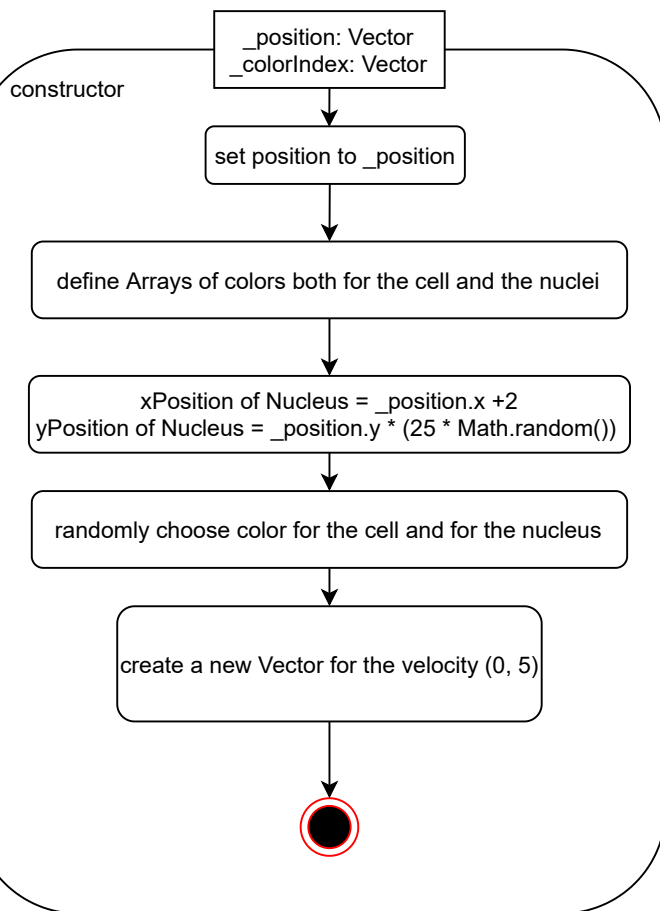 _position: Vector
_colorIndex: Vector
constructor
set position to _position
define Arrays of colors both for the cell and the nuclei
xPosition of Nucleus = _position.x +2
yPosition of Nucleus = _position.y * (25 * Math.random())
randomly choose color for the cell and for the nucleus
create a new Vector for the velocity (0, 5)